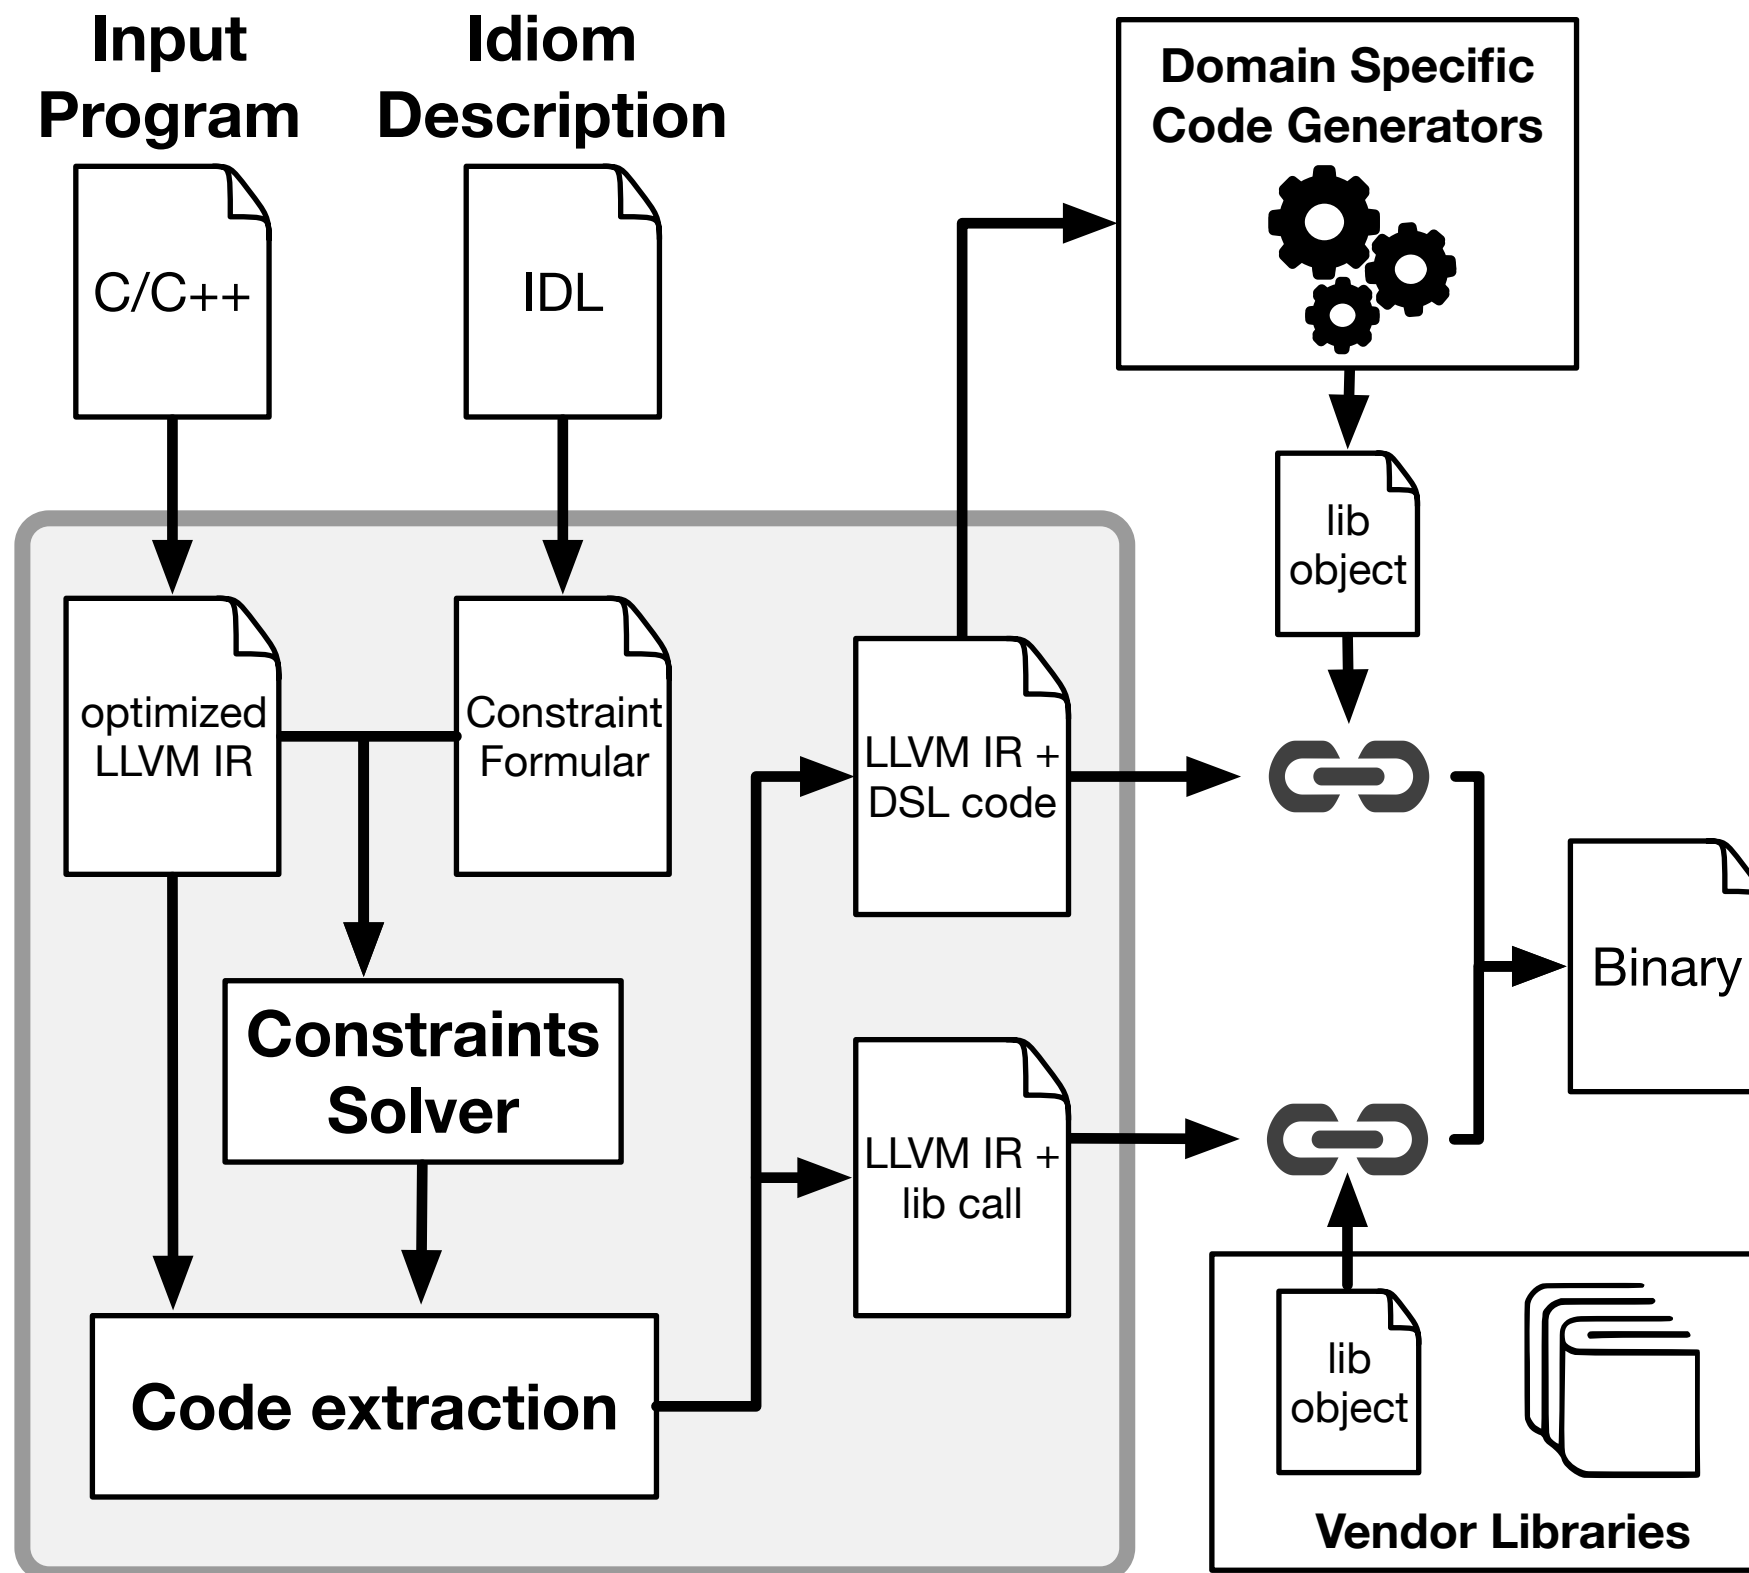 Input
Program
Idiom
Description
Domain Specific
Code Generators
C/C++
IDL
lib
object
optimized
LLVM IR
Constraint
Formular
LLVM IR +
DSL code
Binary
Constraints
Solver
LLVM IR +
lib call
Code extraction
lib
object
Vendor Libraries